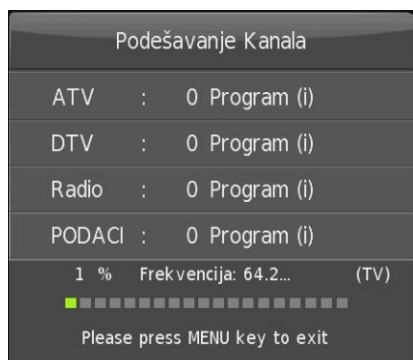 Podešavanje Kanala
ATV : 0 Program (i)
DTV : 0 Program (i)
Radio : 0 Program (i)
PODACI : 0 Program (i)
1 % Frekvencija: 64.2... (TV)
Please press MENU key to exit